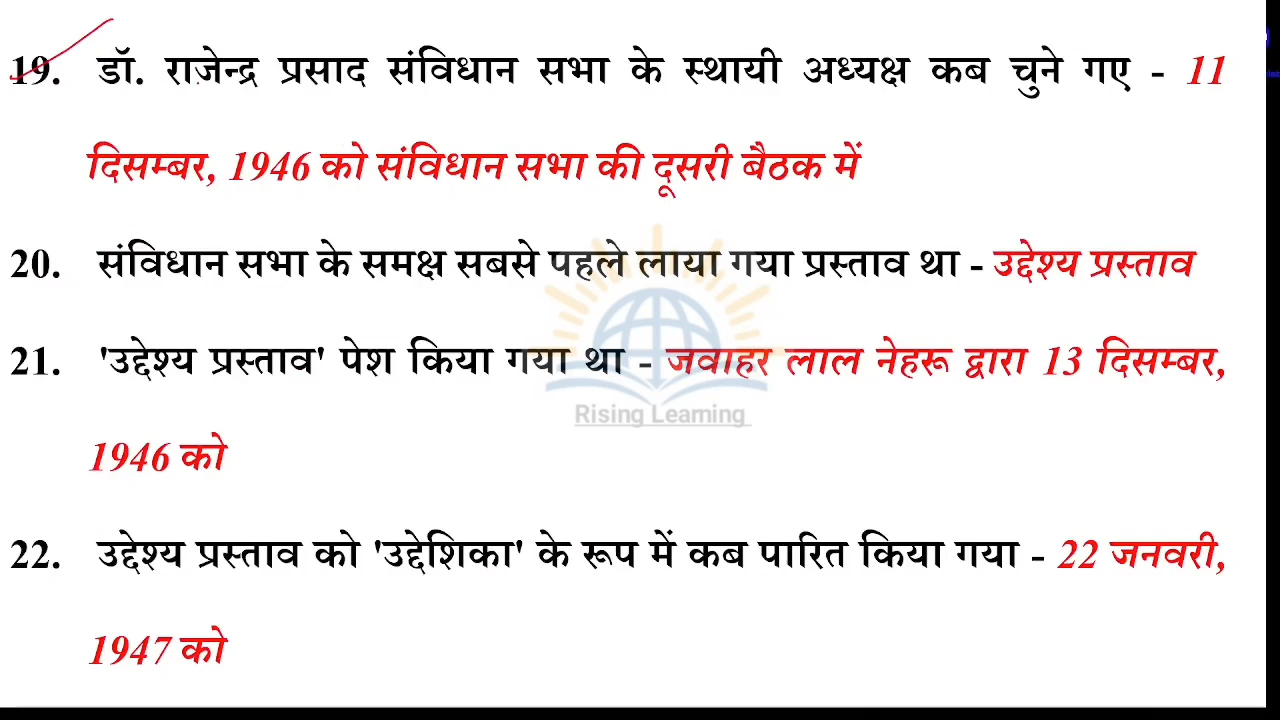 19. डॉ. राजेन्द्र प्रसाद संविधान सभा के स्थायी अध्यक्ष कब चुने गए - 11
दिसम्बर, 1946 को संविधान सभा की दूसरी बैठक में
20. संविधान सभा के समक्ष सबसे पहले लाया गया प्रस्ताव था - उद्देश्य प्रस्ताव
21. 'उद्देश्य प्रस्ताव' पेश किया गया था - जवाहर लाल नेहरू द्वारा 13 दिसम्बर,
Rising Learning
1946 को
22. उद्देश्य प्रस्ताव को 'उद्देशिका' के रूप में कब पारित किया गया - 22 जनवरी,
1947 को